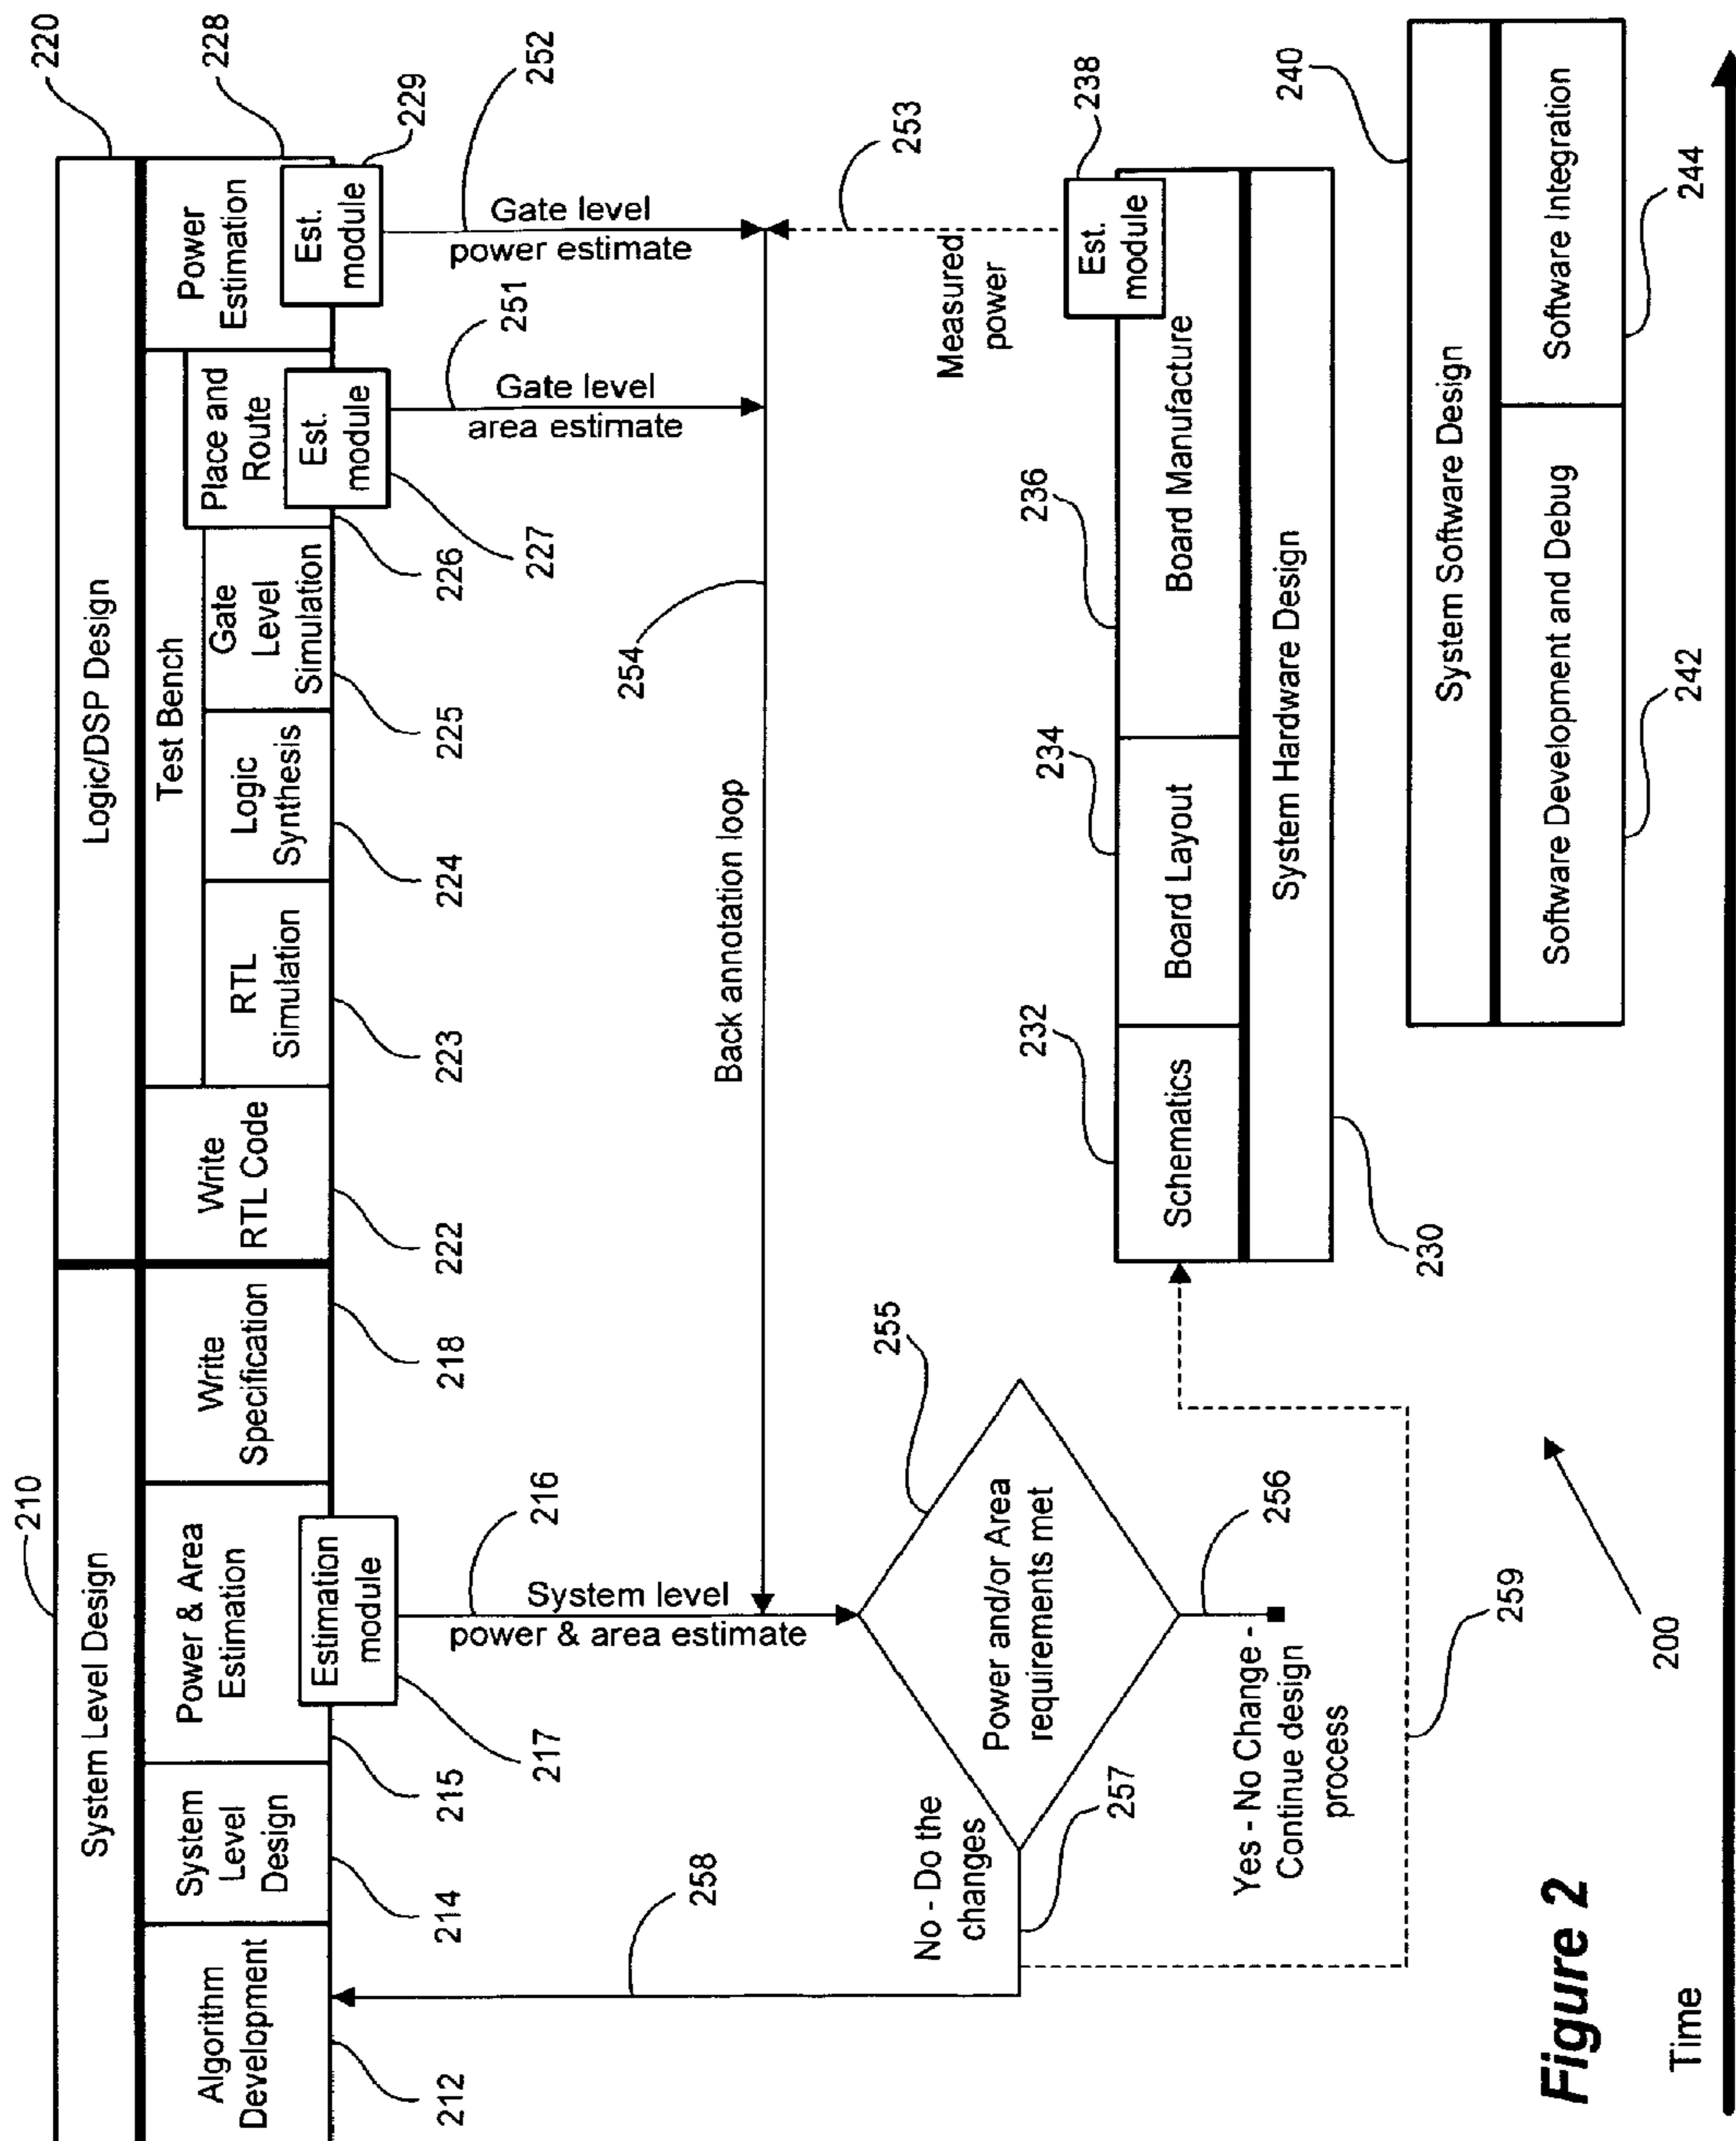 210
220
System Level Design
Logic/DSP Design
Algorithm
Development
System
Level
Design
Power & Area
Estimation
Estimation
module
Write
Specification
Write
RTL Code
Test Bench
RTL
Simulation
Logic
Synthesis
Gate
Level
Simulation
Place and
Route
Est.
module
Power
Estimation
Est.
module
228
229
212
214
215
217
218
222
223
224
225
226
227
258
216
System level
power & area estimate
251
Gate level
area estimate
252
Gate level
power estimate
Back annotation loop
254
253
Measured
power
No - Do the
changes
257
Power and/or Area
requirements met
255
256
Yes - No Change -
Continue design
process
259
232
234
236
238
Schematics
Board Layout
Board Manufacture
Est.
module
System Hardware Design
230
240
System Software Design
Software Development and Debug
Software Integration
242
244
200
Figure 2
Time